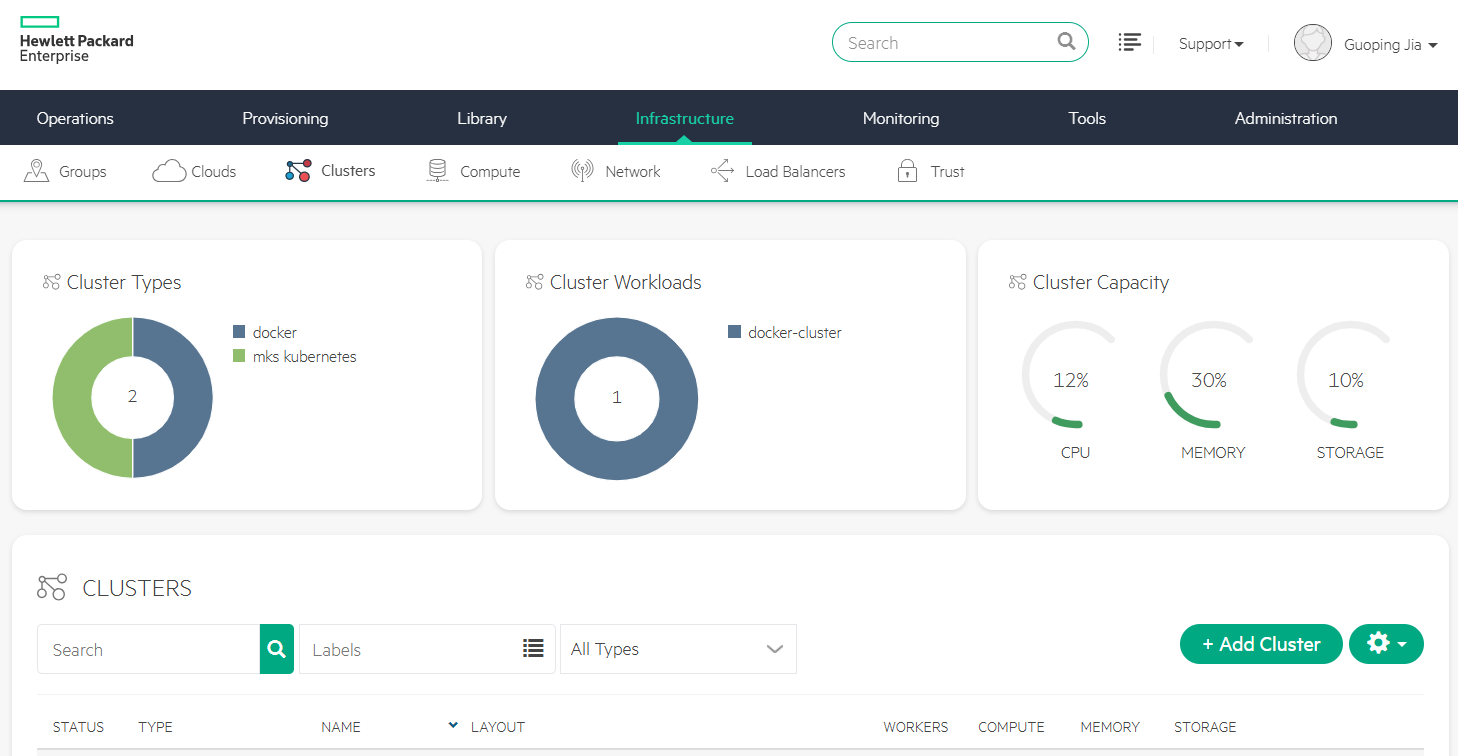 Hewlett Packard
Enterprise
Search
Support
Guoping Jia
Operations
Provisioning
Library
Infrastructure
Monitoring
Tools
Administration
Groups
Clouds
Clusters
Compute
Network
Load Balancers
Trust
Cluster Types
docker
mks kubernetes
2
Cluster Workloads
docker-cluster
1
Cluster Capacity
12%
30%
10%
CPU
MEMORY
STORAGE
CLUSTERS
Search
Labels
All Types
+ Add Cluster
STATUS
TYPE
NAME
LAYOUT
WORKERS
COMPUTE
MEMORY
STORAGE